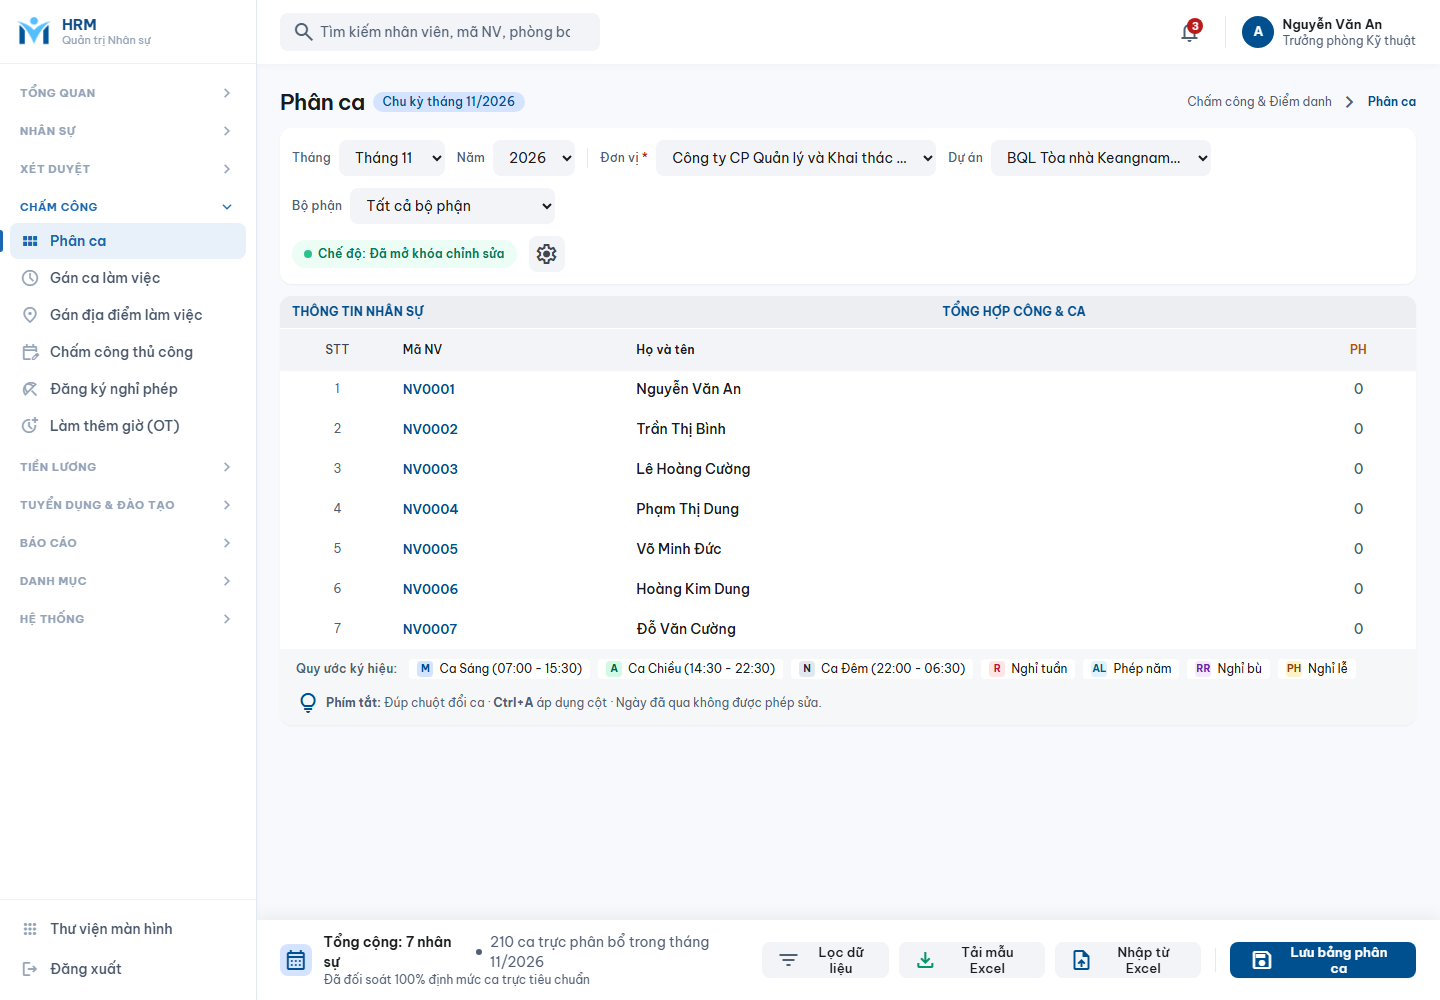 HRM
Quản trị Nhân sự
TỔNG QUAN
NHÂN SỰ
XÉT DUYỆT
CHẤM CÔNG
Phân ca
Gán ca làm việc
Gán địa điểm làm việc
Chấm công thủ công
Đăng ký nghỉ phép
Làm thêm giờ (OT)
TIỀN LƯƠNG
TUYỂN DỤNG & ĐÀO TẠO
BÁO CÁO
DANH MỤC
HỆ THỐNG
Thư viện màn hình
Đăng xuất
Tìm kiếm nhân viên, mã NV, phòng
3
A
Nguyễn Văn An
Trưởng phòng Kỹ thuật
Phân ca
Chu kỳ tháng 11/2026
Chấm công & Điểm danh
Phân ca
Tháng
Tháng 11
Năm
2026
Đơn vị *
Công ty CP Quản lý và Khai thác ...
Dự án
BQL Tòa nhà Keangnam...
Bộ phận
Tất cả bộ phận
Chế độ: Đã mở khóa chỉnh sửa
THÔNG TIN NHÂN SỰ
TỔNG HỢP CÔNG & CA
STT Mã NV Họ và tên PH
1 NV0001 Nguyễn Văn An 0
2 NV0002 Trần Thị Bình 0
3 NV0003 Lê Hoàng Cường 0
4 NV0004 Phạm Thị Dung 0
5 NV0005 Võ Minh Đức 0
6 NV0006 Hoàng Kim Dung 0
7 NV0007 Đỗ Văn Cường 0
Quy ước ký hiệu: M Ca Sáng (07:00 - 15:30) A Ca Chiều (14:30 - 22:30) N Ca Đêm (22:00 - 06:30) R Nghỉ tuần AL Phép năm RR Nghỉ bù PH Nghỉ lễ
Phím tắt: Đúp chuột đổi ca · Ctrl+A áp dụng cột · Ngày đã qua không được phép sửa.
Tổng cộng: 7 nhân
sự
210 ca trực phân bổ trong tháng
11/2026
Đã đối soát 100% định mức ca trực tiêu chuẩn
Lọc dữ
liệu
Tải mẫu
Excel
Nhập từ
Excel
Lưu bảng phân
ca